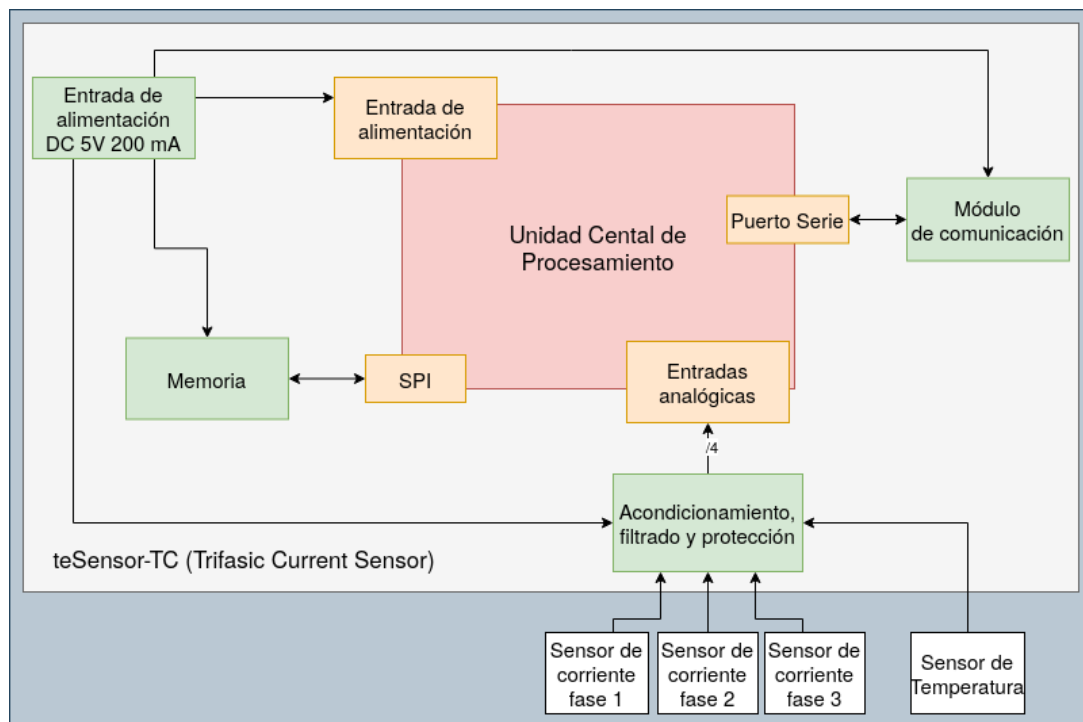 Entrada de
alimentación
DC 5V 200 mA
Entrada de
alimentación
Unidad Cental de
Procesamiento
Puerto Serie
Módulo
de comunicación
Memoria
SPI
Entradas
analógicas
/4
Acondicionamiento,
filtrado y protección
teSensor-TC (Trifasic Current Sensor)
Sensor de
corriente
fase 1
Sensor de
corriente
fase 2
Sensor de
corriente
fase 3
Sensor de
Temperatura